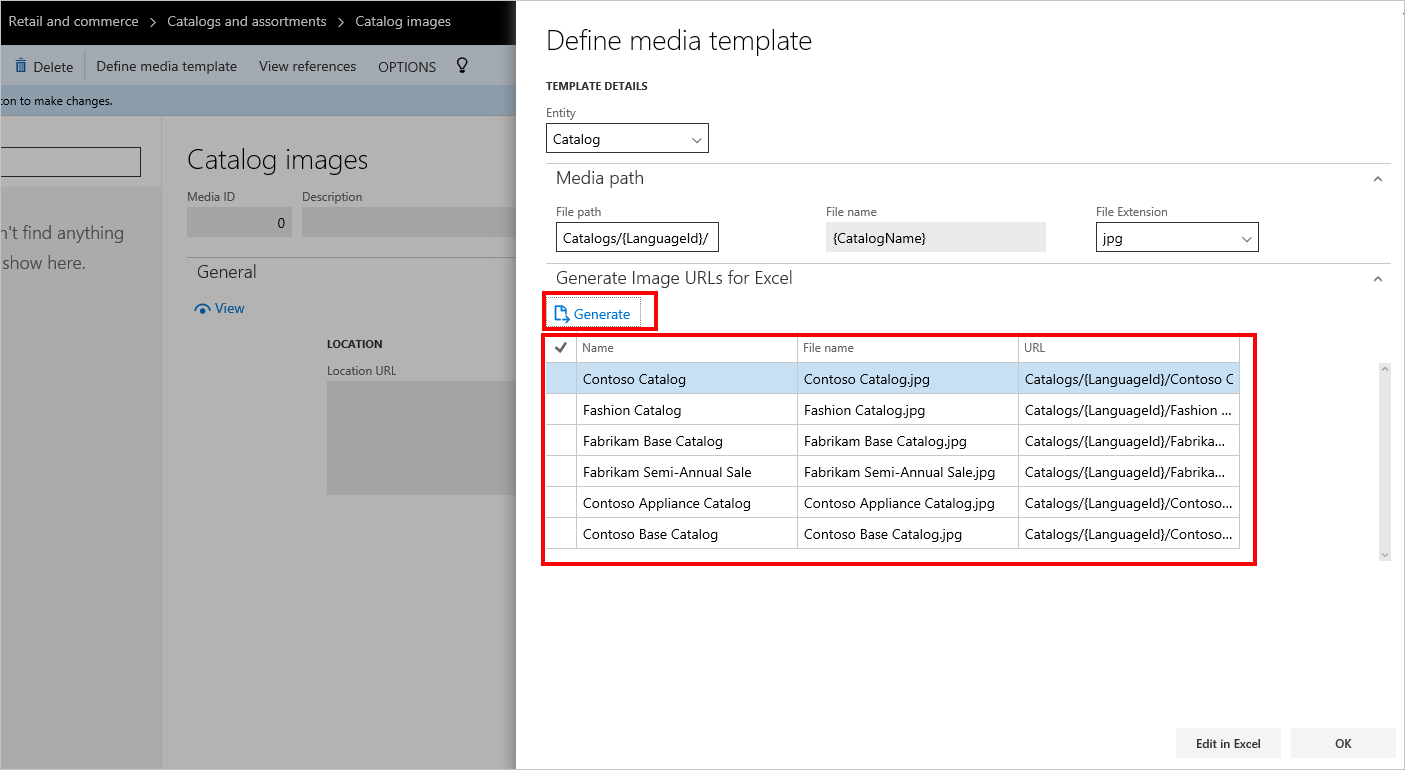 Retail and commerce > Catalogs and assortments > Catalog images
Delete Define media template View references OPTIONS
con to make changes.
n't find anything
show here.
Catalog images
Media ID Description
0
General
View
LOCATION
Location URL
Define media template
TEMPLATE DETAILS
Entity
Catalog
Media path
File path File name File Extension
Catalogs/{LanguageId}/ {CatalogName} jpg
Generate Image URLs for Excel
Generate
Name File name URL
Contoso Catalog Contoso Catalog.jpg Catalogs/{LanguageId}/Contoso C
Fashion Catalog Fashion Catalog.jpg Catalogs/{LanguageId}/Fashion ...
Fabrikam Base Catalog Fabrikam Base Catalog.jpg Catalogs/{LanguageId}/Fabrika...
Fabrikam Semi-Annual Sale Fabrikam Semi-Annual Sale.jpg Catalogs/{LanguageId}/Fabrika...
Contoso Appliance Catalog Contoso Appliance Catalog.jpg Catalogs/{LanguageId}/Contoso...
Contoso Base Catalog Contoso Base Catalog.jpg Catalogs/{LanguageId}/Contoso...
Edit in Excel OK